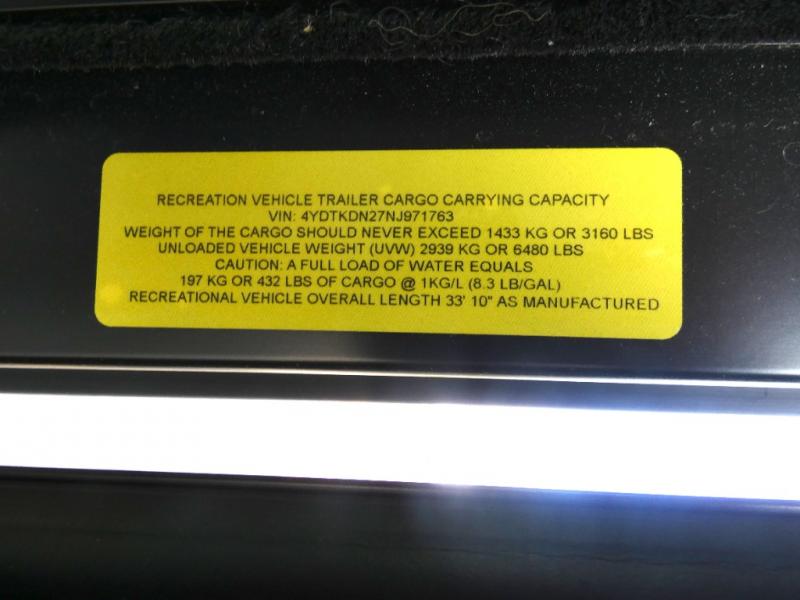 RECREATION VEHICLE TRAILER CARGO CARRYING CAPACITY
VIN: 4YDTKDN27NJ971763
WEIGHT OF THE CARGO SHOULD NEVER EXCEED 1433 KG OR 3160 LBS
UNLOADED VEHICLE WEIGHT (UVW) 2939 KG OR 6480 LBS
CAUTION: A FULL LOAD OF WATER EQUALS
197 KG OR 432 LBS OF CARGO @ 1KG/L (8.3 LB/GAL)
RECREATIONAL VEHICLE OVERALL LENGTH 33' 10" AS MANUFACTURED